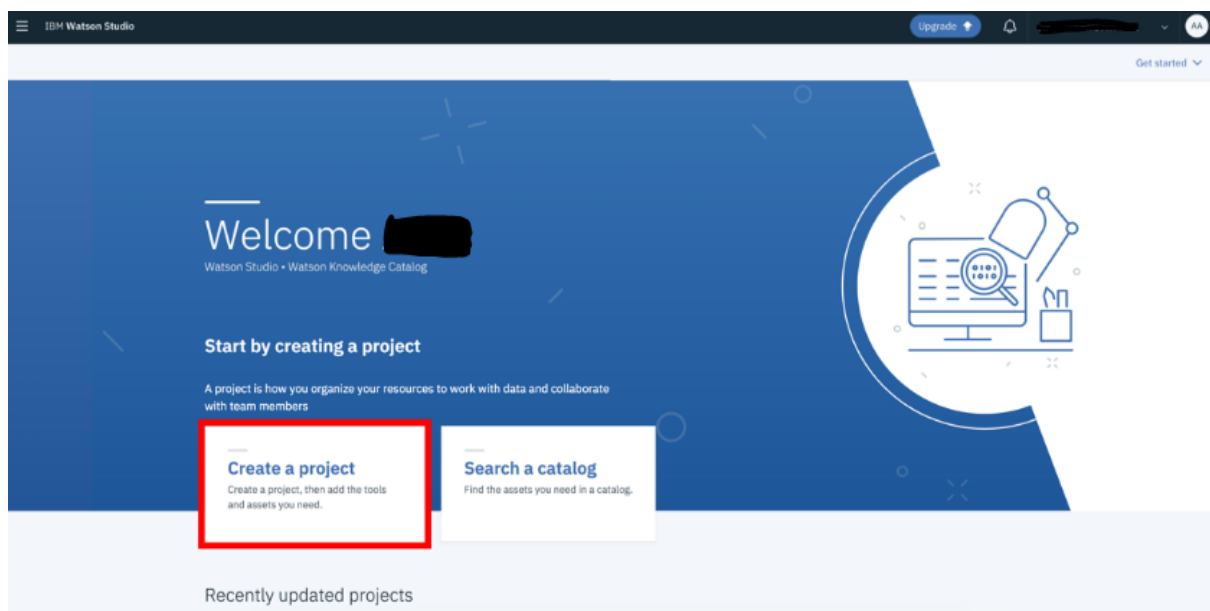 IBM Watson Studio
Upgrade
AA
Get started
Welcome
Watson Studio • Watson Knowledge Catalog
0101
1010
Start by creating a project
A project is how you organize your resources to work with data and collaborate
with team members
Create a project
Create a project, then add the tools
and assets you need.
Search a catalog
Find the assets you need in a catalog.
Recently updated projects